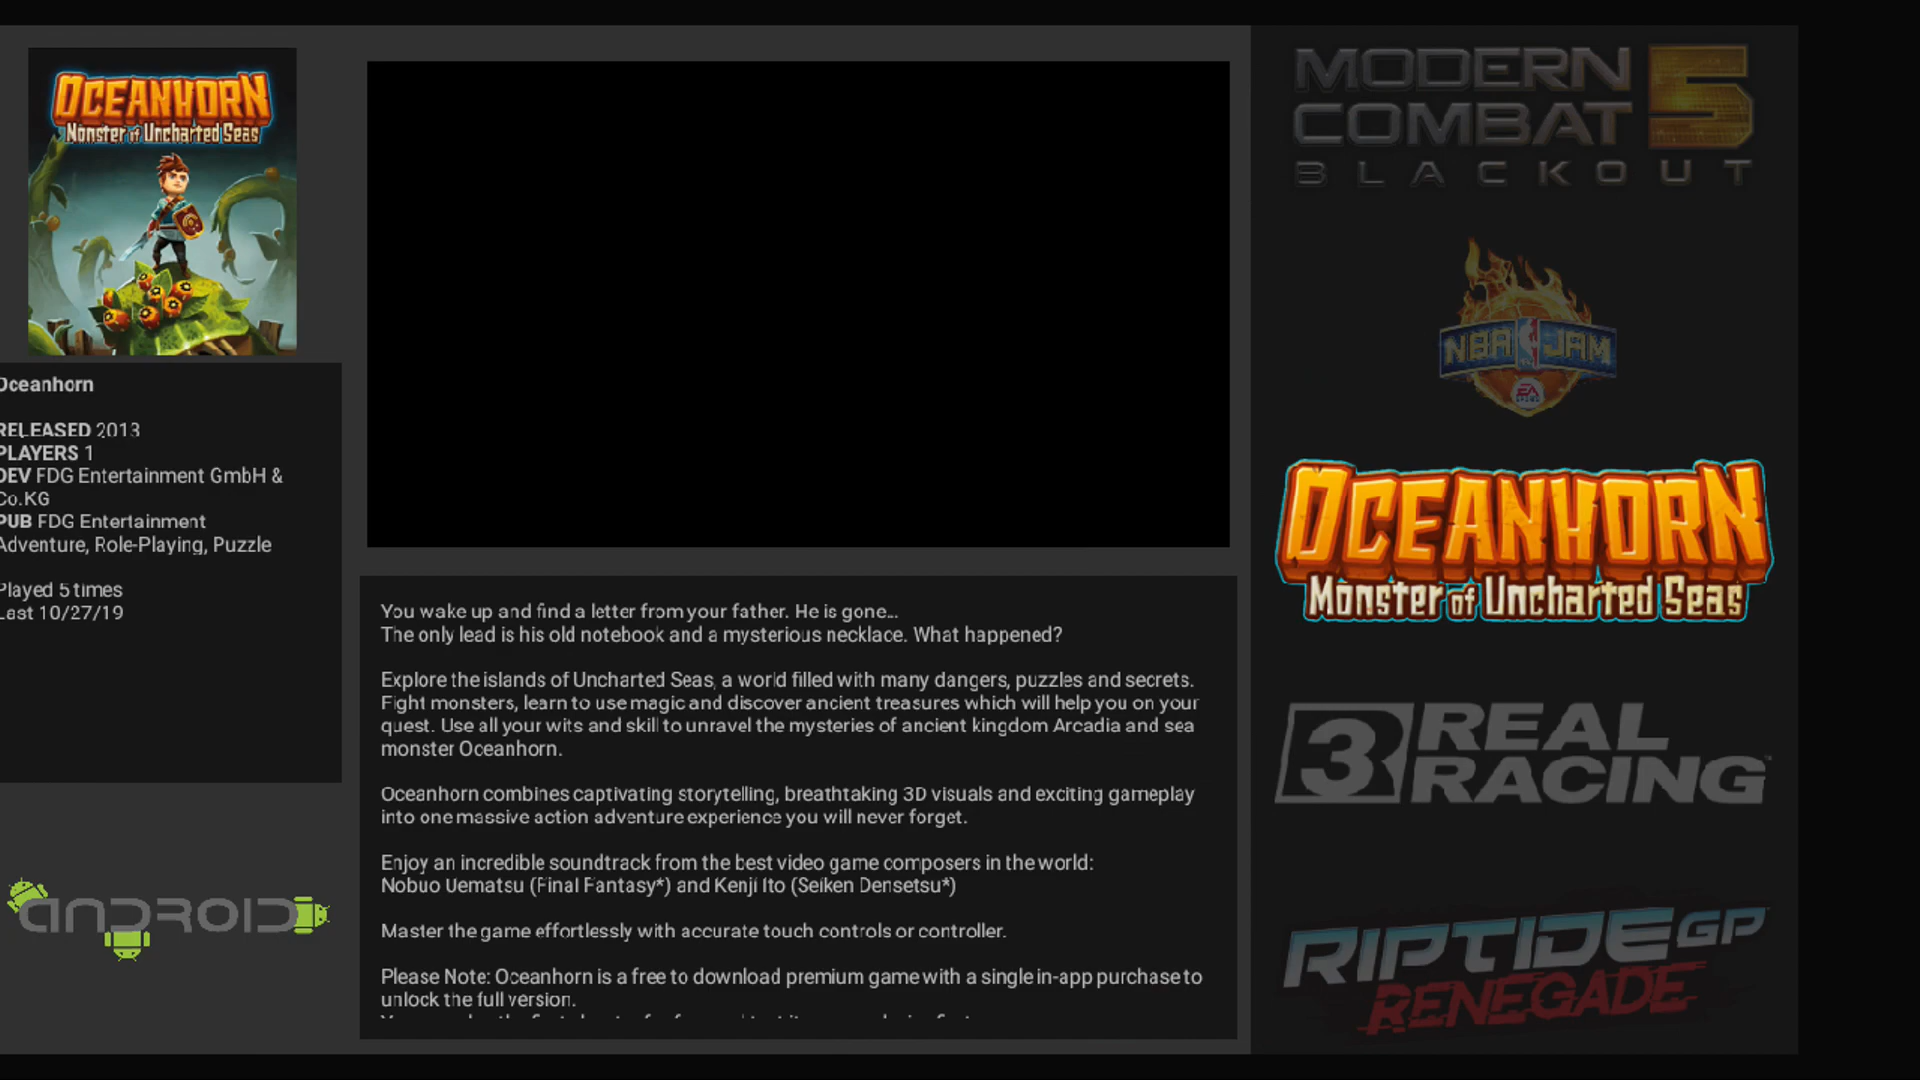 OCEANHORN
Monster of Uncharted Seas
Oceanhorn
RELEASED 2013
PLAYERS 1
DEV FDG Entertainment GmbH &
Co.KG
PUB FDG Entertainment
Adventure, Role-Playing, Puzzle
Played 5 times
Last 10/27/19
ANDROID
You wake up and find a letter from your father. He is gone...
The only lead is his old notebook and a mysterious necklace. What happened?
Explore the islands of Uncharted Seas, a world filled with many dangers, puzzles and secrets.
Fight monsters, learn to use magic and discover ancient treasures which will help you on your
quest. Use all your wits and skill to unravel the mysteries of ancient kingdom Arcadia and sea
monster Oceanhorn.
Oceanhorn combines captivating storytelling, breathtaking 3D visuals and exciting gameplay
into one massive action adventure experience you will never forget.
Enjoy an incredible soundtrack from the best video game composers in the world:
Nobuo Uematsu (Final Fantasy*) and Kenji Ito (Seiken Densetsu*)
Master the game effortlessly with accurate touch controls or controller.
Please Note: Oceanhorn is a free to download premium game with a single in-app purchase to
unlock the full version.
MODERN
COMBAT 5
BLACKOUT
NBA JAM
EA
SPORTS
OCEANHORN
Monster of Uncharted Seas
3 REAL
RACING
RIPTIDE GP
RENEGADE